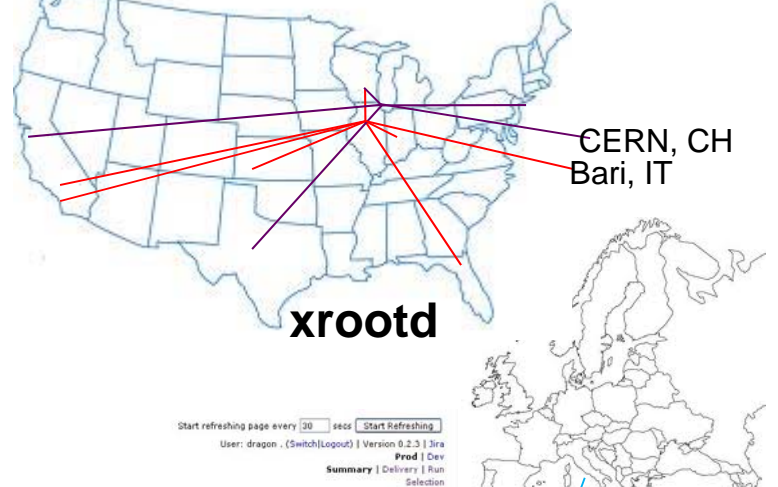 CERN, CH
Bari, IT
xrootd
Start refreshing page every 30 secs Start Refreshing
User: dragon . (Switch|Logout) | Version 0.2.3 | Jira
Prod | Dev
Summary | Delivery | Run
Selection